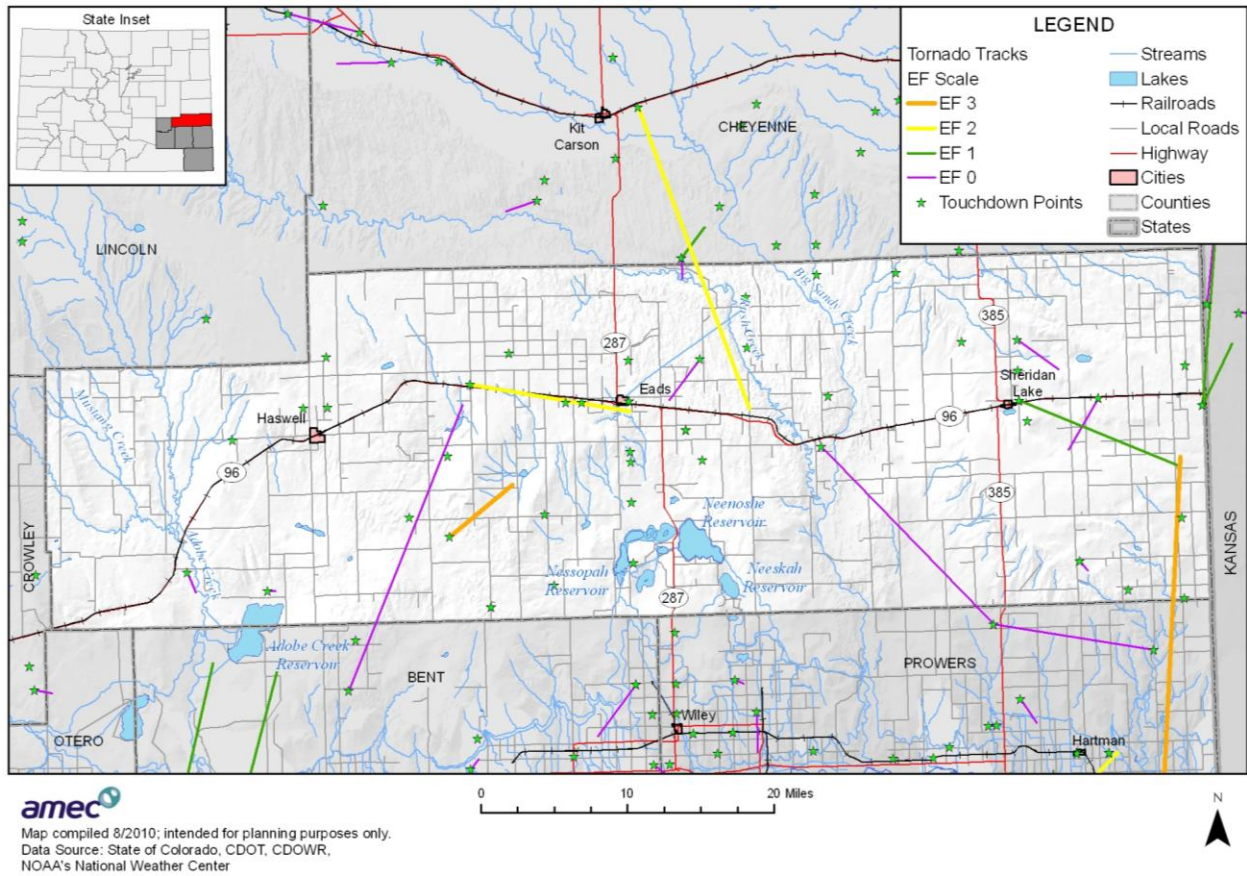 State Inset
LEGEND
Tornado Tracks
EF Scale
EF 3
EF 2
EF 1
EF 0
Touchdown Points
Streams
Lakes
Railroads
Local Roads
Highway
Cities
Counties
States
Kit
Carson
CHEYENNE
LINCOLN
Big Sandy Creek
Rush Creek
385
287
Eads
Sheridan
Lake
Mustang Creek
Haswell
96
96
385
Neenoshe
Reservoir
KANSAS
CROWLEY
Adobe Creek
Nessopah
Reservoir
Neeskah
Reservoir
287
Adobe Creek
Reservoir
BENT
PROWERS
OTERO
Wiley
Hartman
amec
0 10 20 Miles
N
Map compiled 8/2010; intended for planning purposes only.
Data Source: State of Colorado, CDOT, CDOWR,
NOAA's National Weather Center